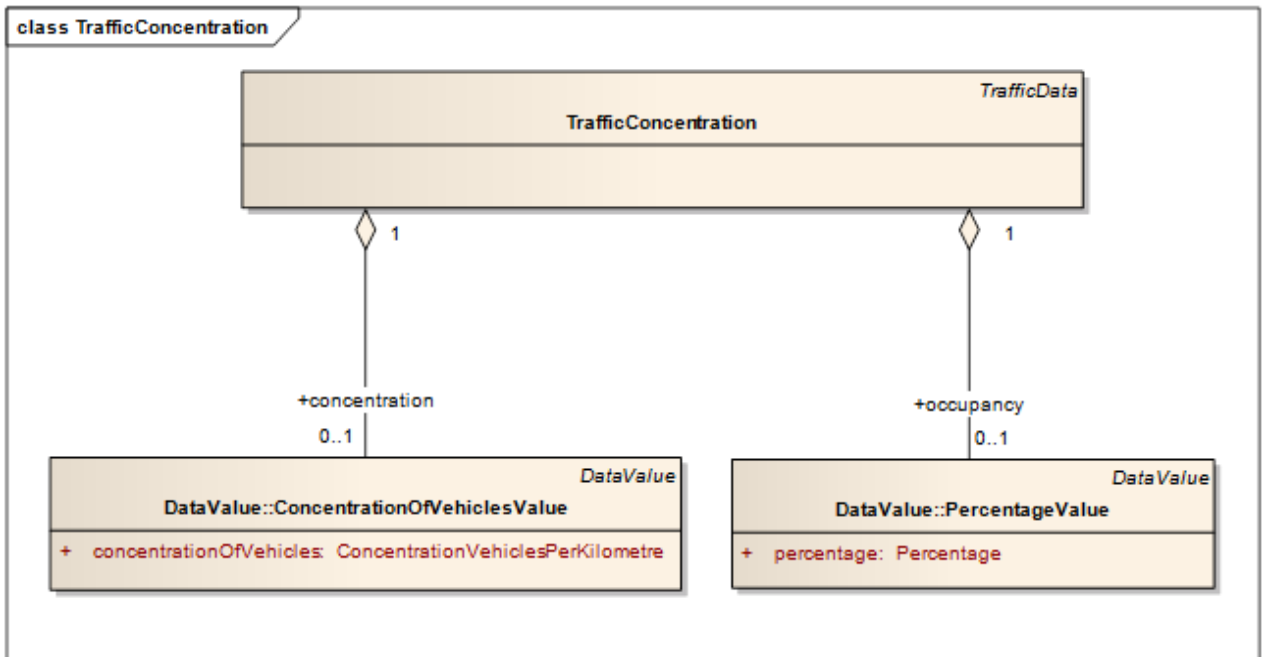 class TrafficConcentration
TrafficData
TrafficConcentration
1
1
+concentration
+occupancy
0..1
0..1
DataValue
DataValue::ConcentrationOfVehiclesValue
+ concentrationOfVehicles: ConcentrationVehiclesPerKilometre
DataValue
DataValue::PercentageValue
+ percentage: Percentage